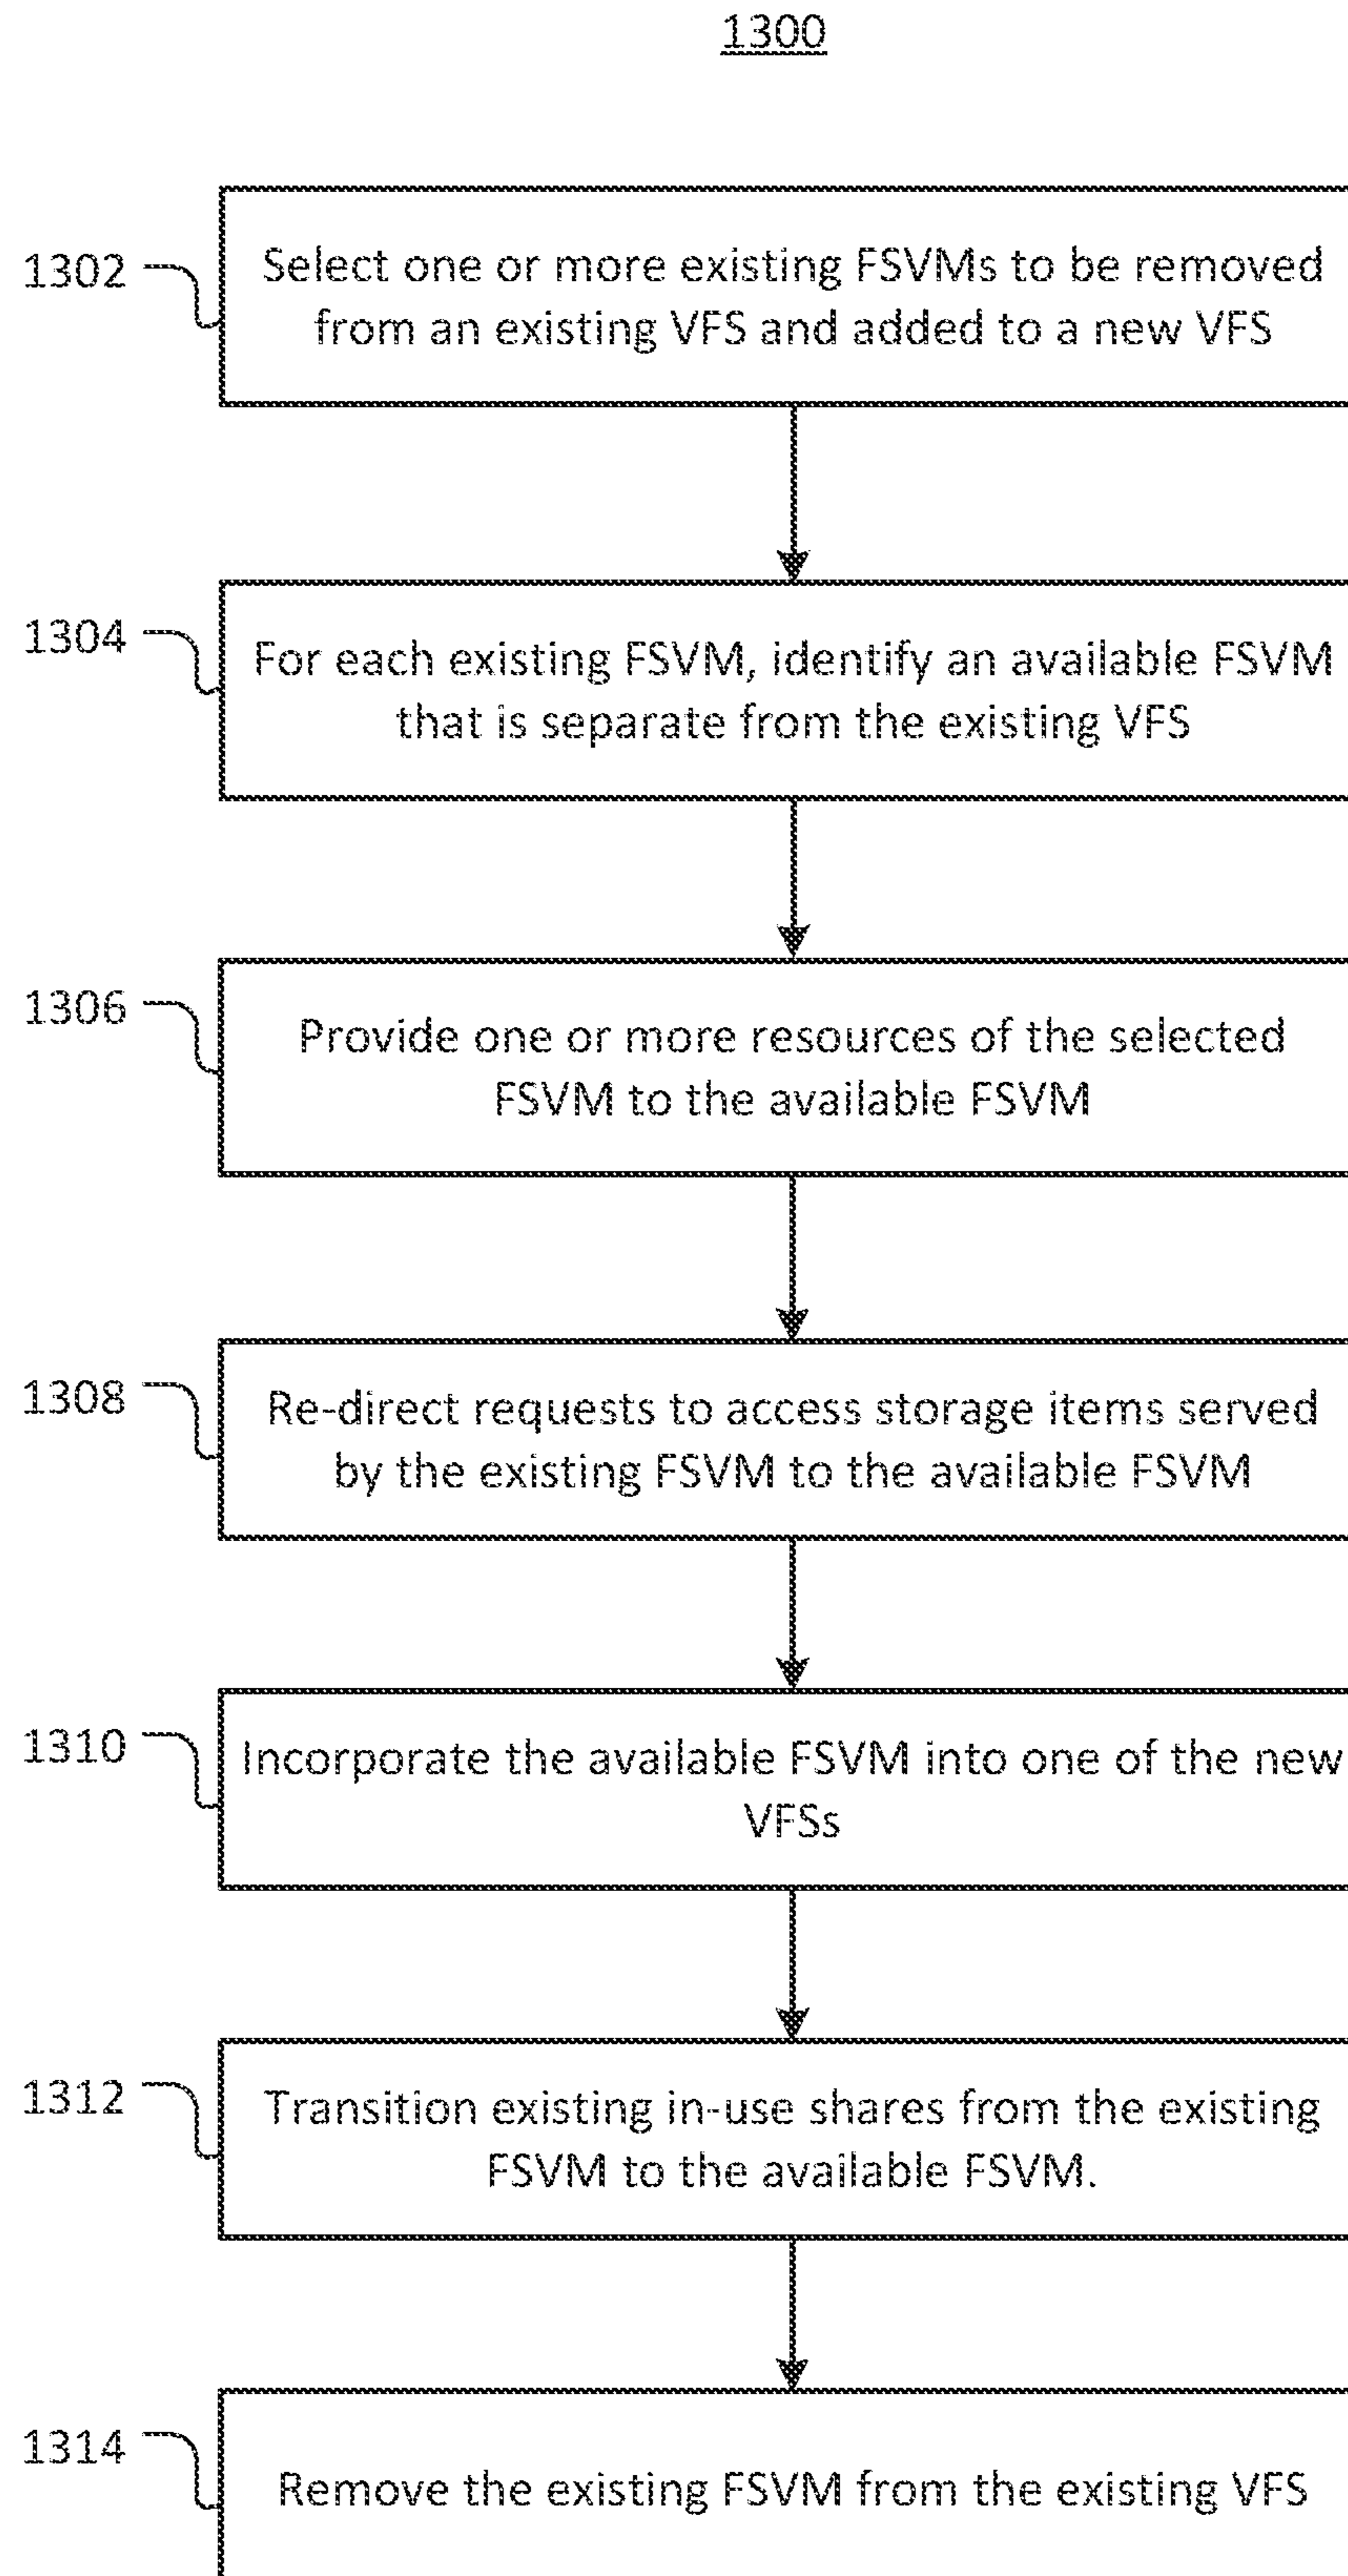 1300
1302
Select one or more existing FSVMs to be removed
from an existing VFS and added to a new VFS
1304
For each existing FSVM, identify an available FSVM
that is separate from the existing VFS
1306
Provide one or more resources of the selected
FSVM to the available FSVM
1308
Re-direct requests to access storage items served
by the existing FSVM to the available FSVM
1310
Incorporate the available FSVM into one of the new
VFSs
1312
Transition existing in-use shares from the existing
FSVM to the available FSVM.
1314
Remove the existing FSVM from the existing VFS